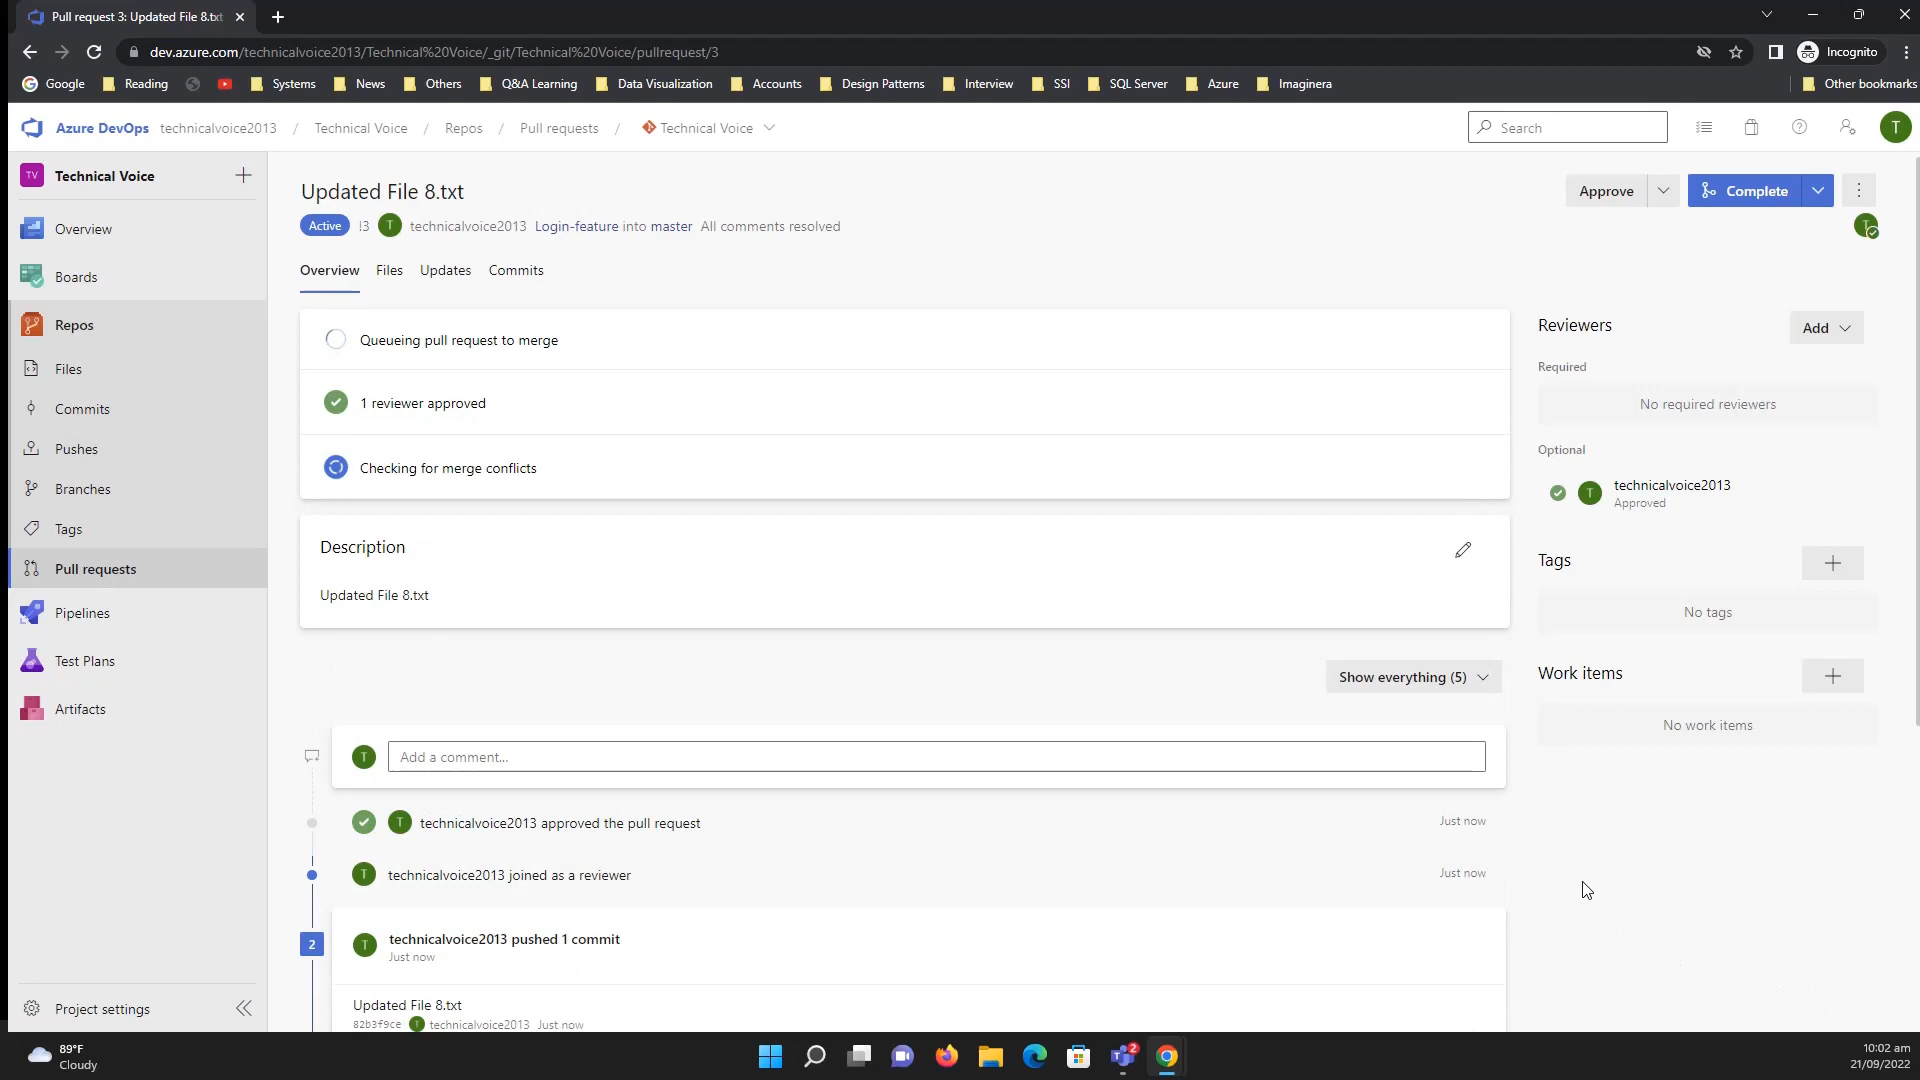 Pull request 3: Updated File 8.txt
dev.azure.com/technicalvoice2013/Technical%20Voice/_git/Technical%20Voice/pullrequest/3
Incognito
Google
Reading
Systems
News
Others
Q&A Learning
Data Visualization
Accounts
Design Patterns
Interview
SSI
SQL Server
Azure
Imaginera
Other bookmarks
Azure DevOps technicalvoice2013 / Technical Voice / Repos / Pull requests / Technical Voice
Search
T
TV Technical Voice
Overview
Boards
Repos
Files
Commits
Pushes
Branches
Tags
Pull requests
Pipelines
Test Plans
Artifacts
Project settings
Updated File 8.txt
Approve
Complete
Active !3 T technicalvoice2013 Login-feature into master All comments resolved
T
Overview Files Updates Commits
Queueing pull request to merge
1 reviewer approved
Checking for merge conflicts
Description
Updated File 8.txt
Show everything (5)
T Add a comment...
T technicalvoice2013 approved the pull request Just now
T technicalvoice2013 joined as a reviewer Just now
2 T technicalvoice2013 pushed 1 commit
Just now
Updated File 8.txt
82b3f9ce T technicalvoice2013 Just now
Reviewers
Add
Required
No required reviewers
Optional
T technicalvoice2013
Approved
Tags
No tags
Work items
No work items
89°F
Cloudy
2
10:02 am
21/09/2022